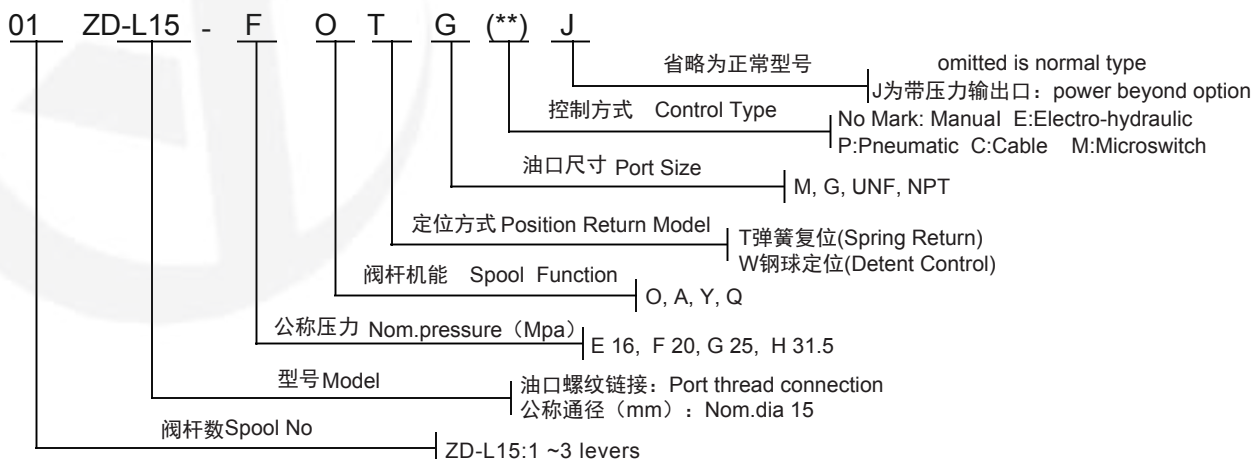 01 ZD-L15 - F O T G (**) J
省略为正常型号 omitted is normal type
J为带压力输出口：power beyond option
控制方式 Control Type
No Mark: Manual E:Electro-hydraulic
P:Pneumatic C:Cable M:Microswitch
油口尺寸 Port Size
M, G, UNF, NPT
定位方式 Position Return Model
T弹簧复位(Spring Return)
W钢球定位(Detent Control)
阀杆机能 Spool Function
O, A, Y, Q
公称压力 Nom.pressure（Mpa）
E 16, F 20, G 25, H 31.5
型号Model
油口螺纹链接：Port thread connection
公称通径（mm）：Nom.dia 15
阀杆数Spool No
ZD-L15:1 ~3 levers